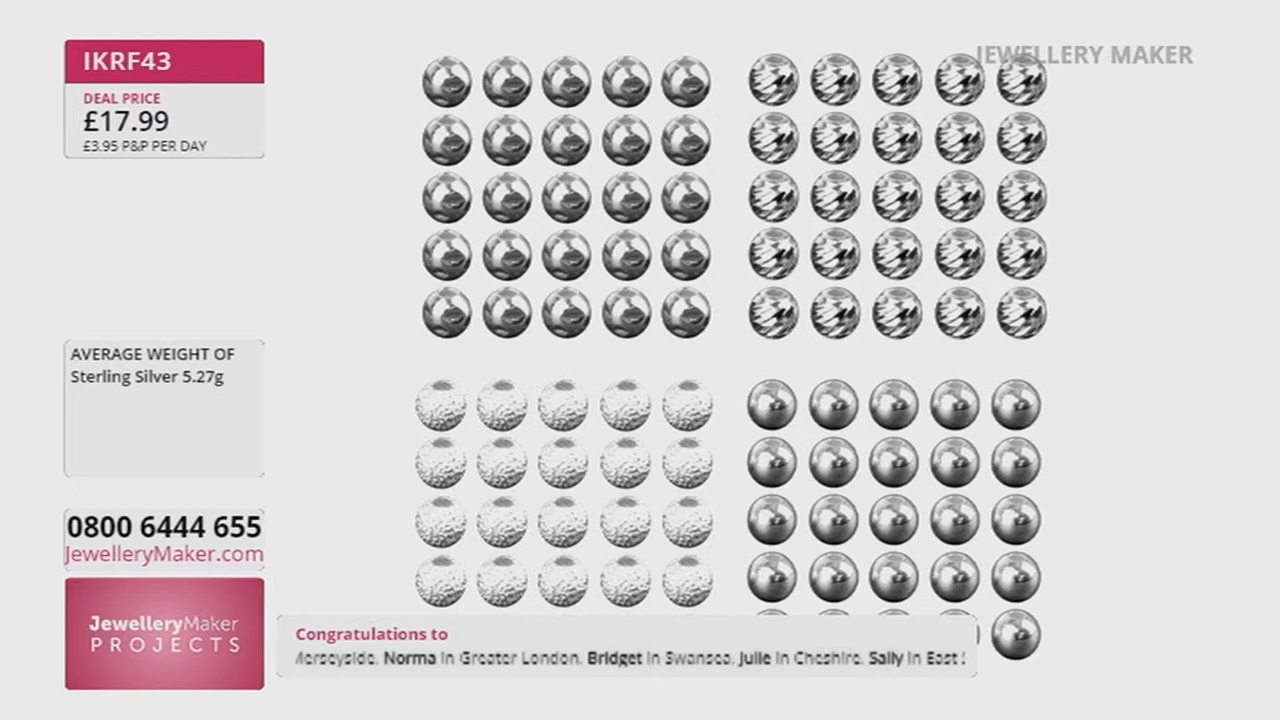 IKRF43
DEAL PRICE
£17.99
£3.95 P&P PER DAY
JEWELLERY MAKER
AVERAGE WEIGHT OF
Sterling Silver 5.27g
0800 6444 655
JewelleryMaker.com
JewelleryMaker
PROJECTS
Congratulations to
Merseyside. Norma in Greater London. Bridget in Swansea. Julie in Cheshire. Sally in East